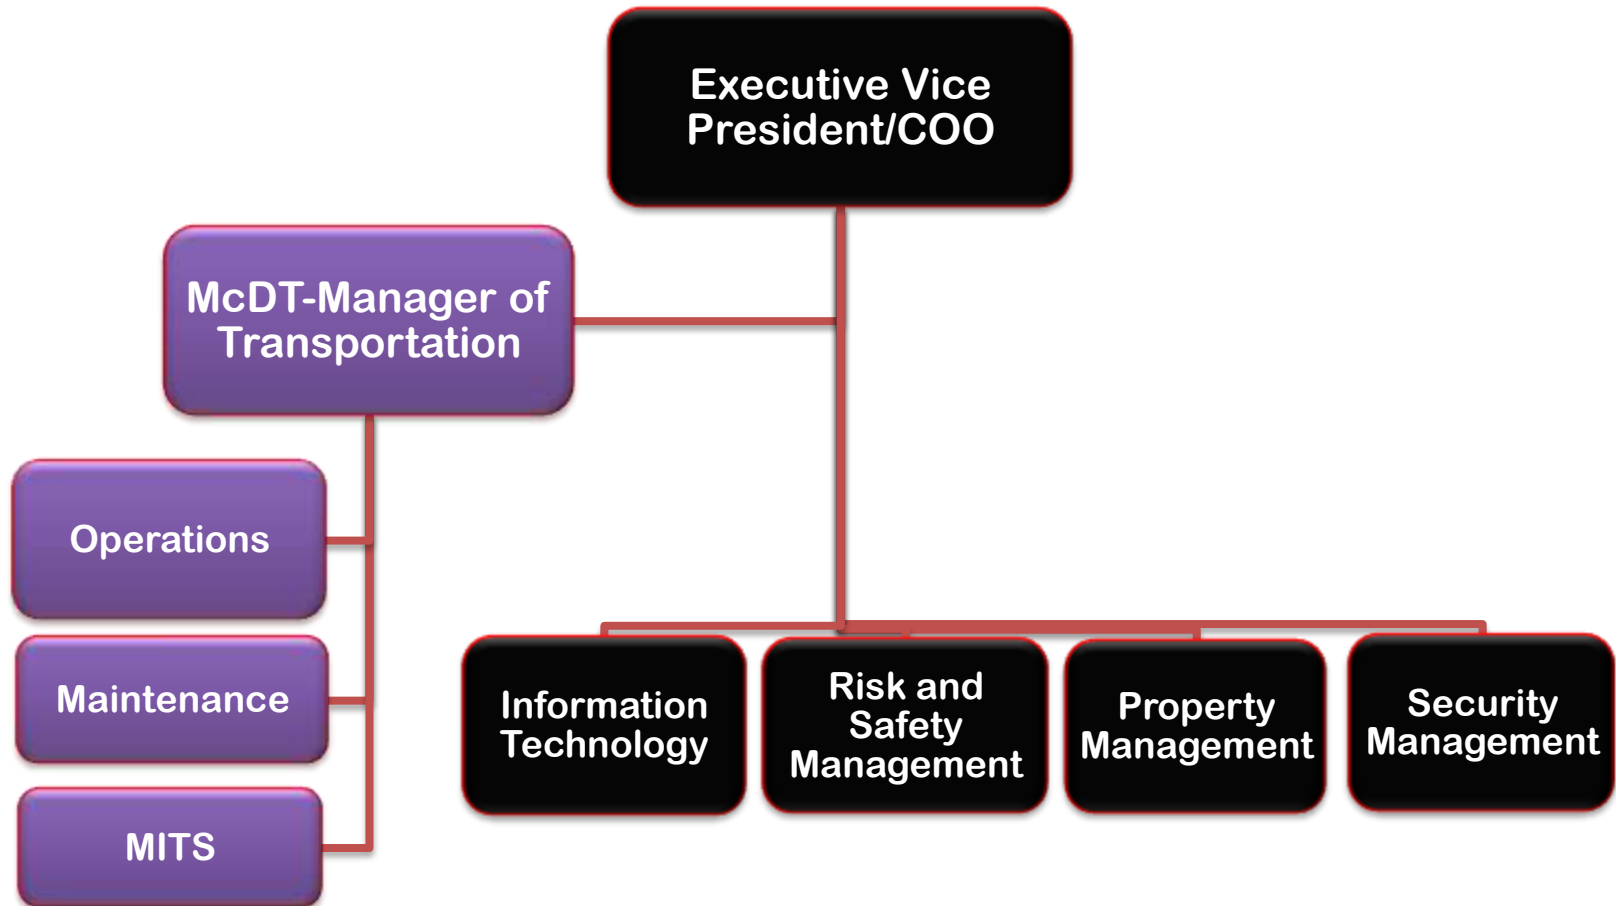 Executive Vice
President/COO
McDT-Manager of
Transportation
Operations
Maintenance
MITS
Information
Technology
Risk and
Safety
Management
Property
Management
Security
Management